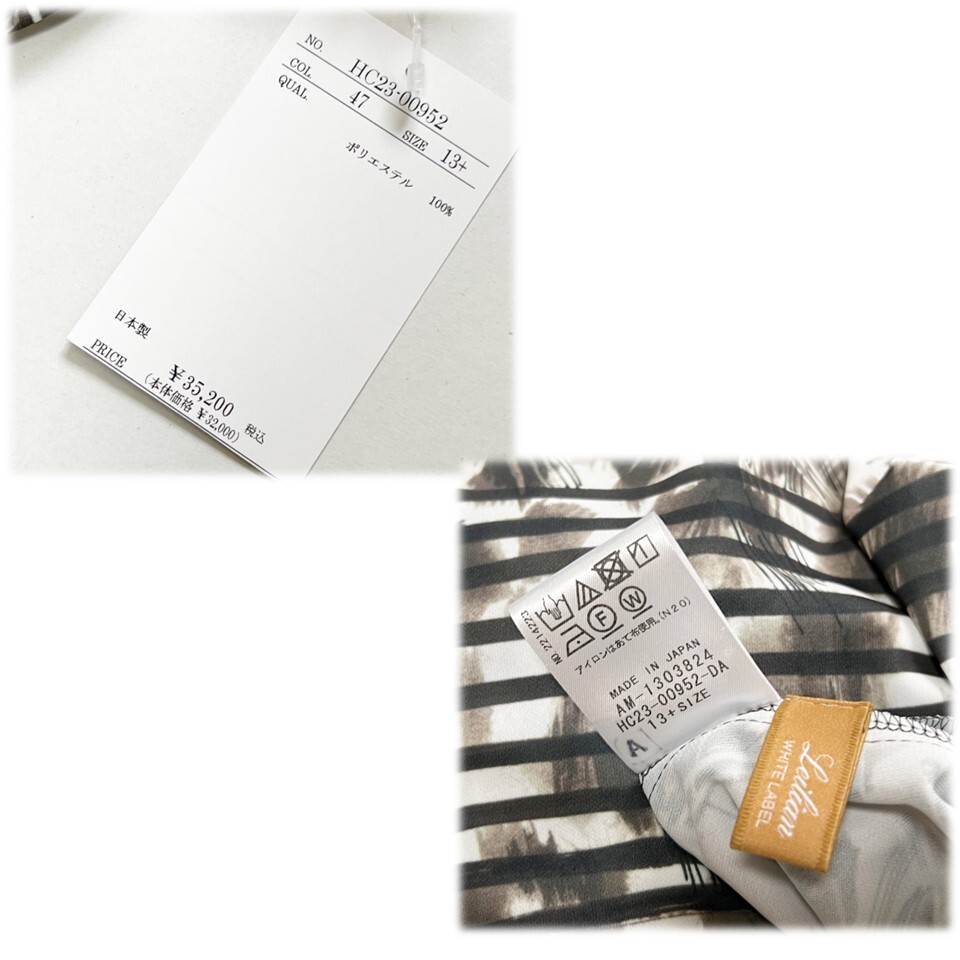 NO. HC23-00952
COL 47 SIZE 13+
QUAL
ポリエステル 100%
日本製
PRICE ¥35,200
(本体価格 ¥32,000) 税込
NO. 22142223
F W
アイロンはあて布使用。(N20)
MADE IN JAPAN
AM-1303824
HC23-00952-DA
13+SIZE
A
Leilian
WHITE LABEL